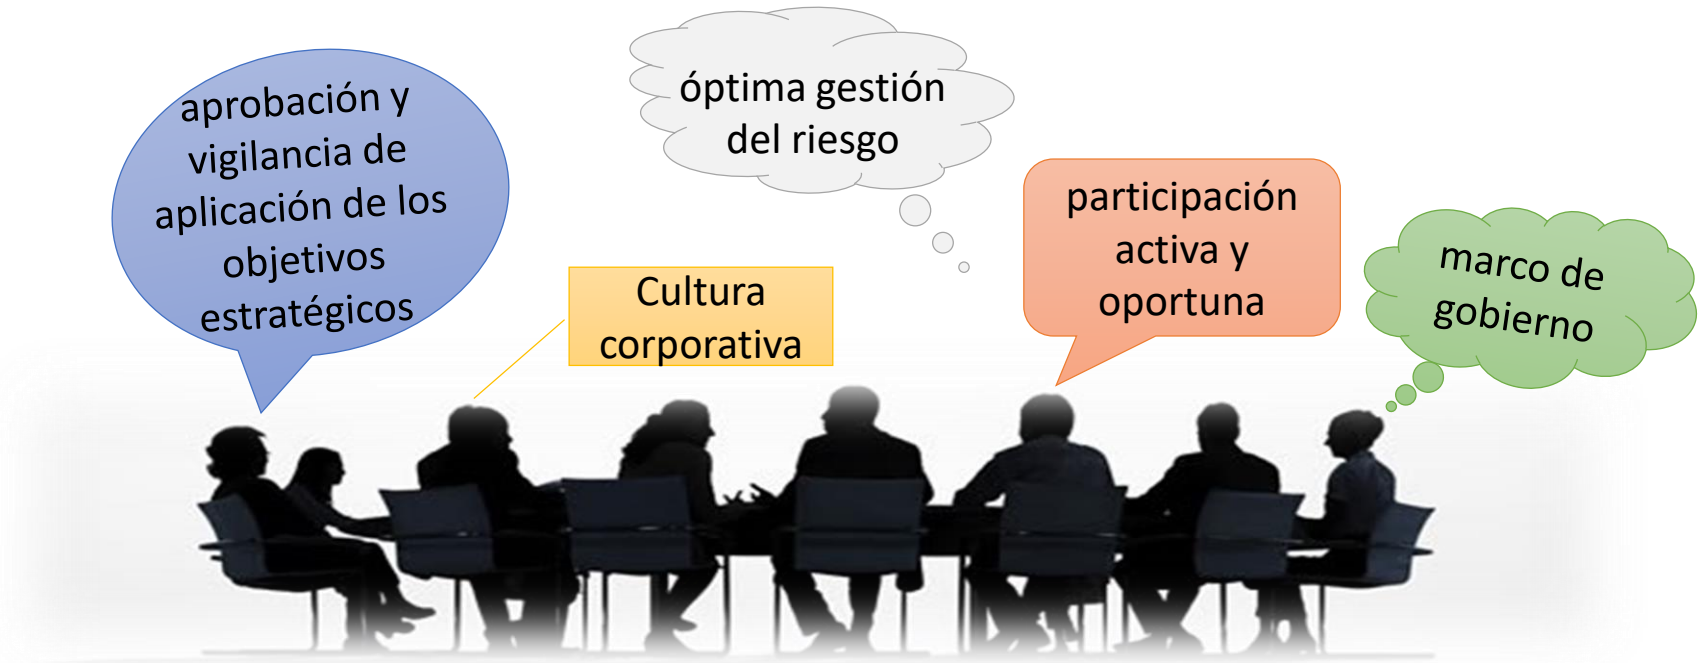 aprobación y
vigilancia de
aplicación de los
objetivos
estratégicos
Cultura
corporativa
óptima gestión
del riesgo
participación
activa y
oportuna
marco de
gobierno